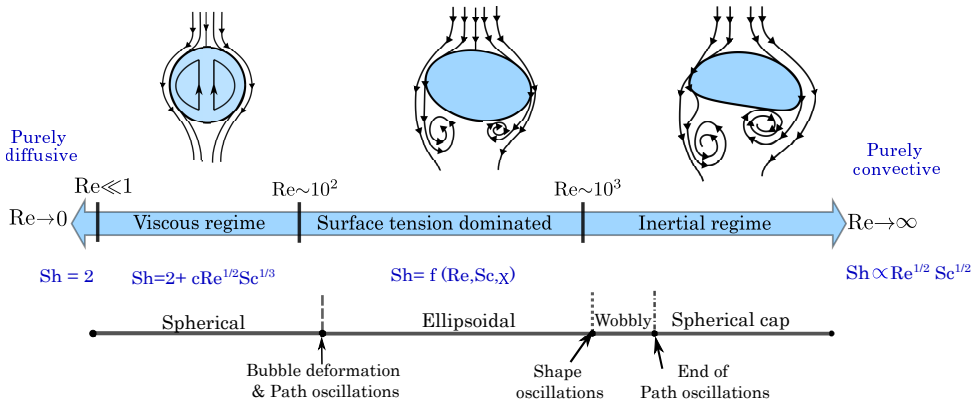 Purely
diffusive
Purely
convective
Re≪1
Re∼10²
Re∼10³
Re→0
Viscous regime
Surface tension dominated
Inertial regime
Re→∞
Sh = 2
Sh=2+ cRe^1/2Sc^1/3
Sh= f (Re,Sc,χ)
Sh∝Re^1/2 Sc^1/2
Spherical
Ellipsoidal
Wobbly
Spherical cap
Bubble deformation
& Path oscillations
Shape
oscillations
End of
Path oscillations